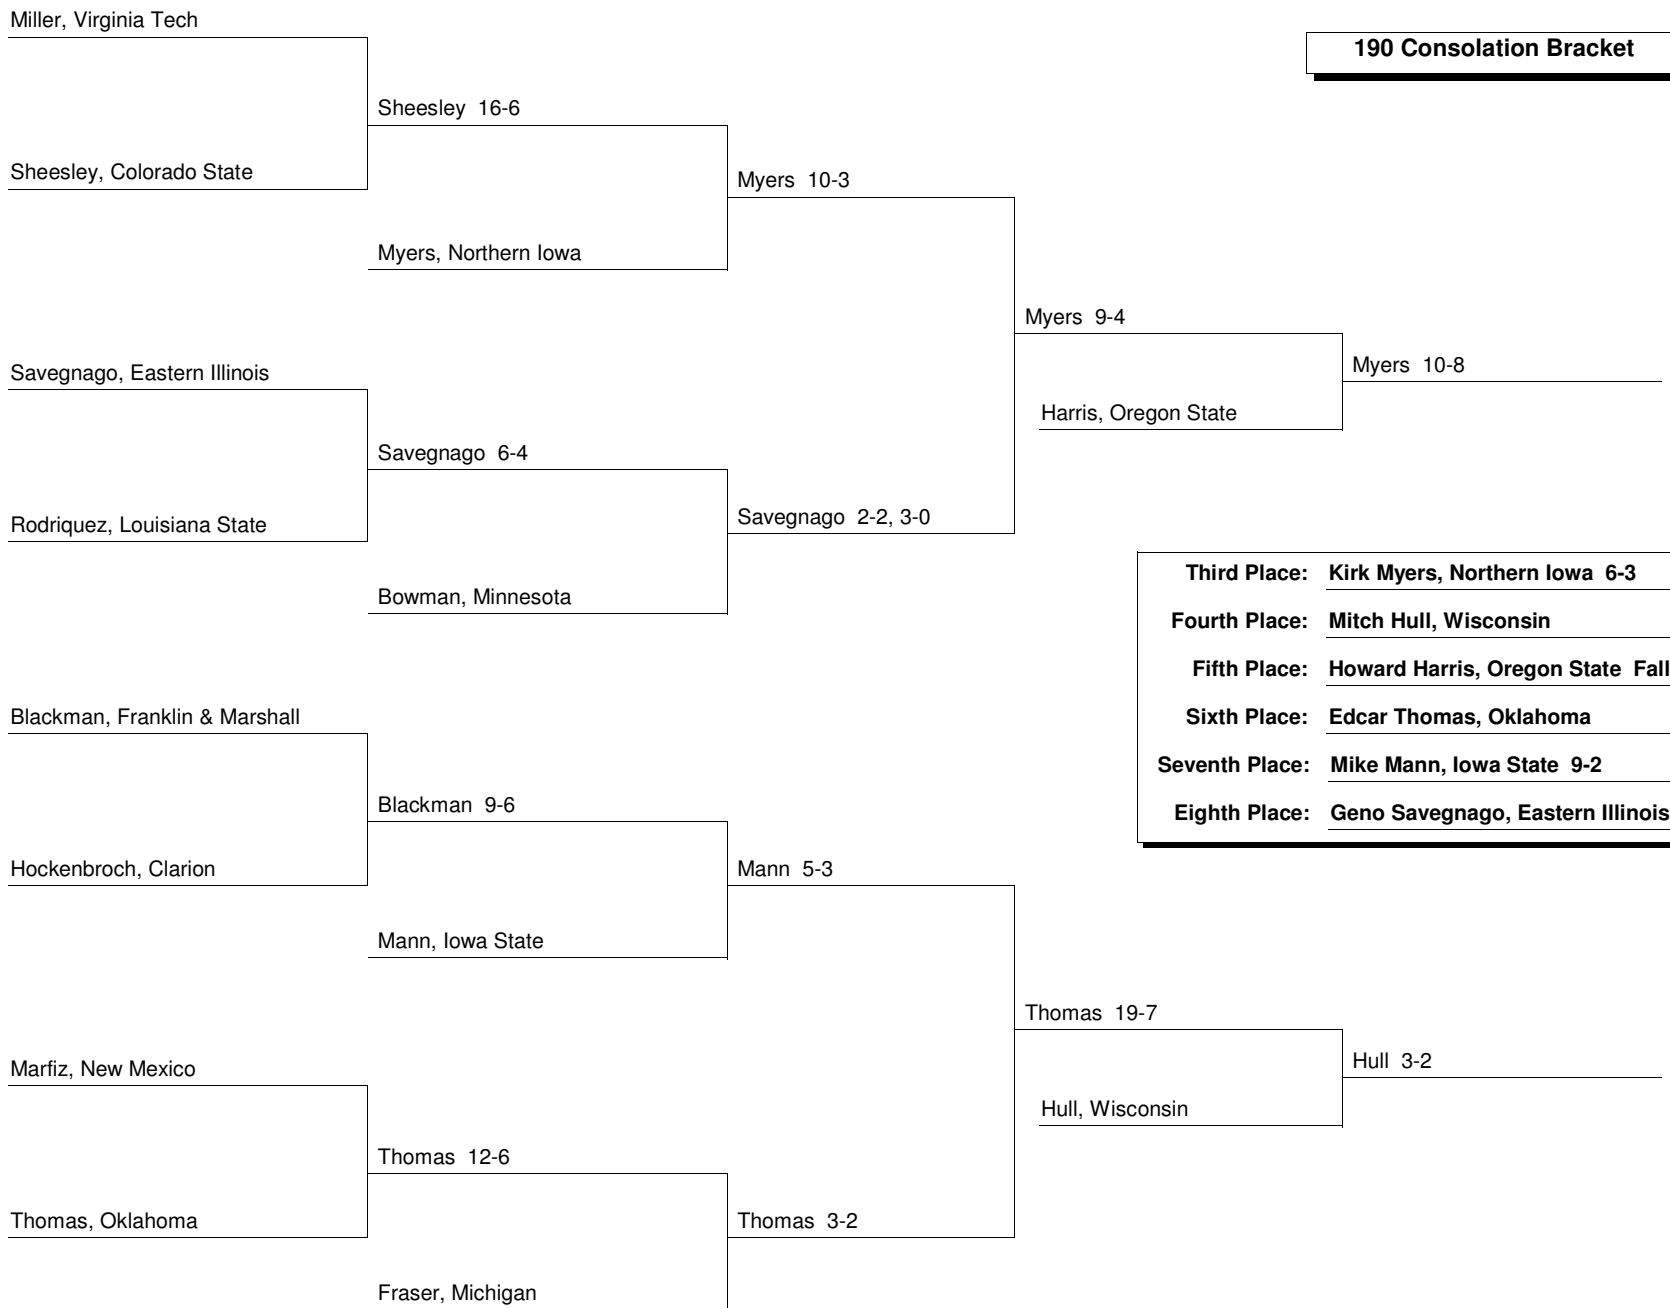 Miller, Virginia Tech
190 Consolation Bracket
Sheesley 16-6
Sheesley, Colorado State
Myers 10-3
Myers, Northern Iowa
Myers 9-4
Savegnago, Eastern Illinois
Myers 10-8
Harris, Oregon State
Savegnago 6-4
Rodriquez, Louisiana State
Savegnago 2-2, 3-0
Bowman, Minnesota
Third Place: Kirk Myers, Northern Iowa 6-3
Fourth Place: Mitch Hull, Wisconsin
Fifth Place: Howard Harris, Oregon State Fall
Sixth Place: Edcar Thomas, Oklahoma
Seventh Place: Mike Mann, Iowa State 9-2
Eighth Place: Geno Savegnago, Eastern Illinois
Blackman, Franklin & Marshall
Blackman 9-6
Hockenbroch, Clarion
Mann 5-3
Mann, Iowa State
Thomas 19-7
Marfiz, New Mexico
Hull 3-2
Hull, Wisconsin
Thomas 12-6
Thomas, Oklahoma
Thomas 3-2
Fraser, Michigan